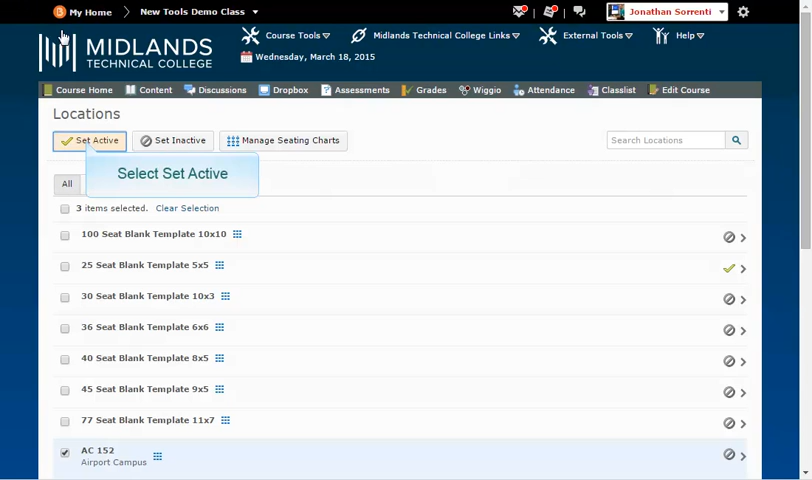 My Home
New Tools Demo Class
Jonathan Sorrenti
MIDLANDS
TECHNICAL COLLEGE
Course Tools
Midlands Technical College Links
External Tools
Help
Wednesday, March 18, 2015
Course Home
Content
Discussions
Dropbox
Assessments
Grades
Wiggio
Attendance
Classlist
Edit Course
Locations
Set Active
Set Inactive
Manage Seating Charts
Search Locations
Select Set Active
All
3 items selected. Clear Selection
100 Seat Blank Template 10x10
25 Seat Blank Template 5x5
30 Seat Blank Template 10x3
36 Seat Blank Template 6x6
40 Seat Blank Template 8x5
45 Seat Blank Template 9x5
77 Seat Blank Template 11x7
AC 152
Airport Campus